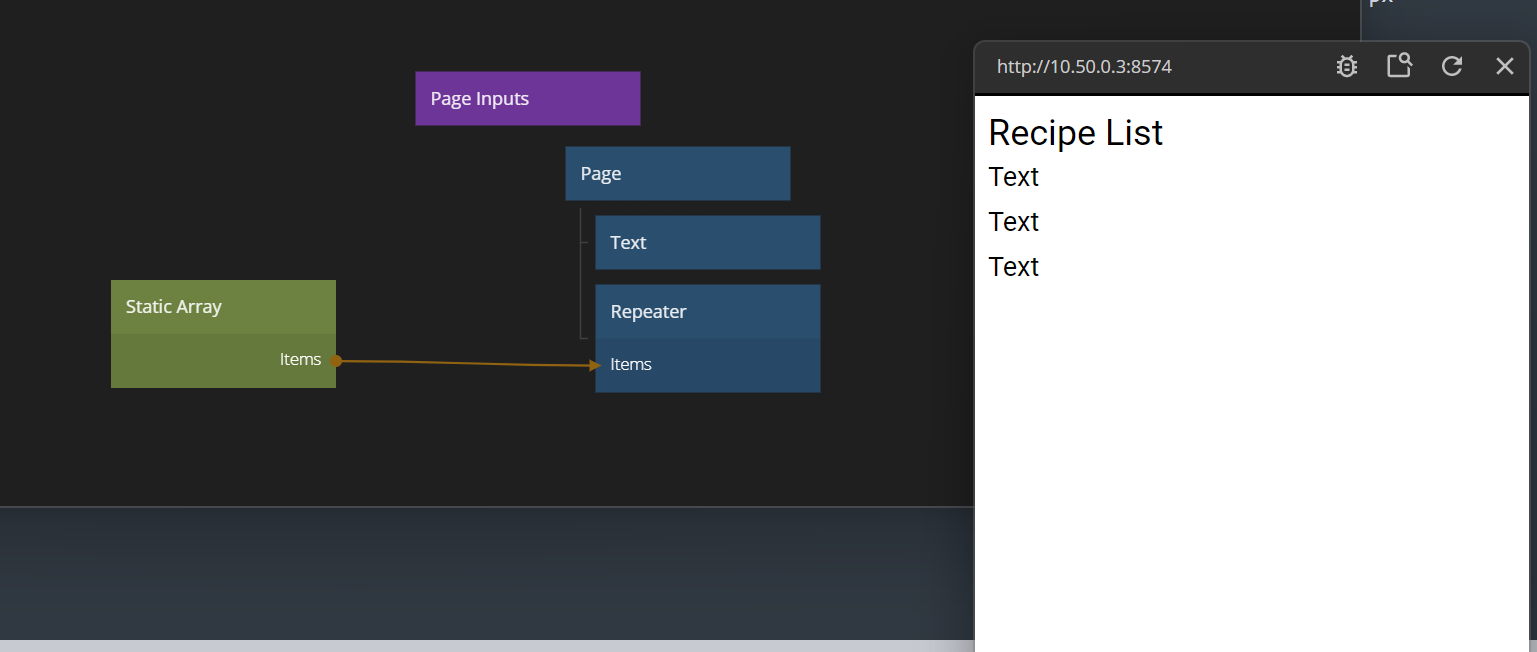 px
http://10.50.0.3:8574
Page Inputs
Page
Text
Static Array
Items
Repeater
Items
Recipe List
Text
Text
Text